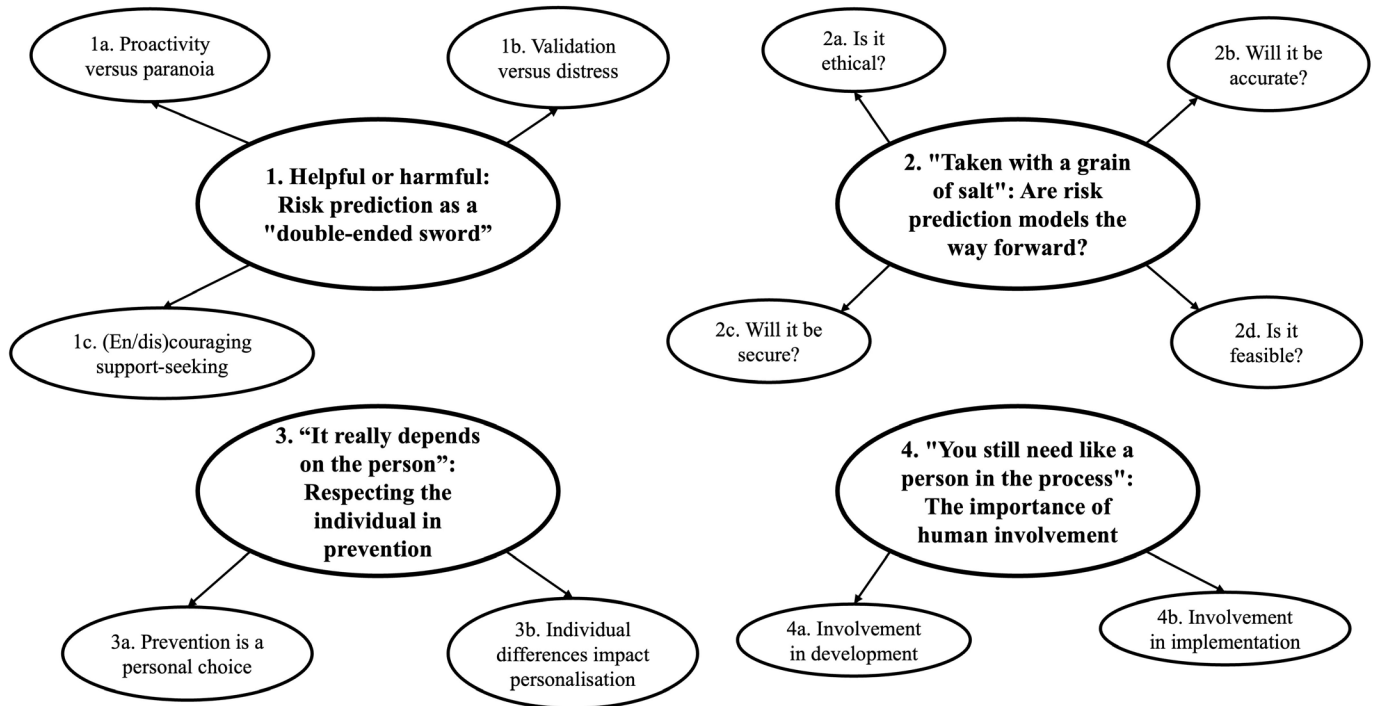 1a. Proactivity
versus paranoia
1b. Validation
versus distress
1. Helpful or harmful:
Risk prediction as a
"double-ended sword”
1c. (En/dis)couraging
support-seeking
2a. Is it
ethical?
2b. Will it be
accurate?
2. "Taken with a grain
of salt": Are risk
prediction models the
way forward?
2c. Will it be
secure?
2d. Is it
feasible?
3. “It really depends
on the person”:
Respecting the
individual in
prevention
3a. Prevention is a
personal choice
3b. Individual
differences impact
personalisation
4. "You still need like a
person in the process":
The importance of
human involvement
4a. Involvement
in development
4b. Involvement
in implementation